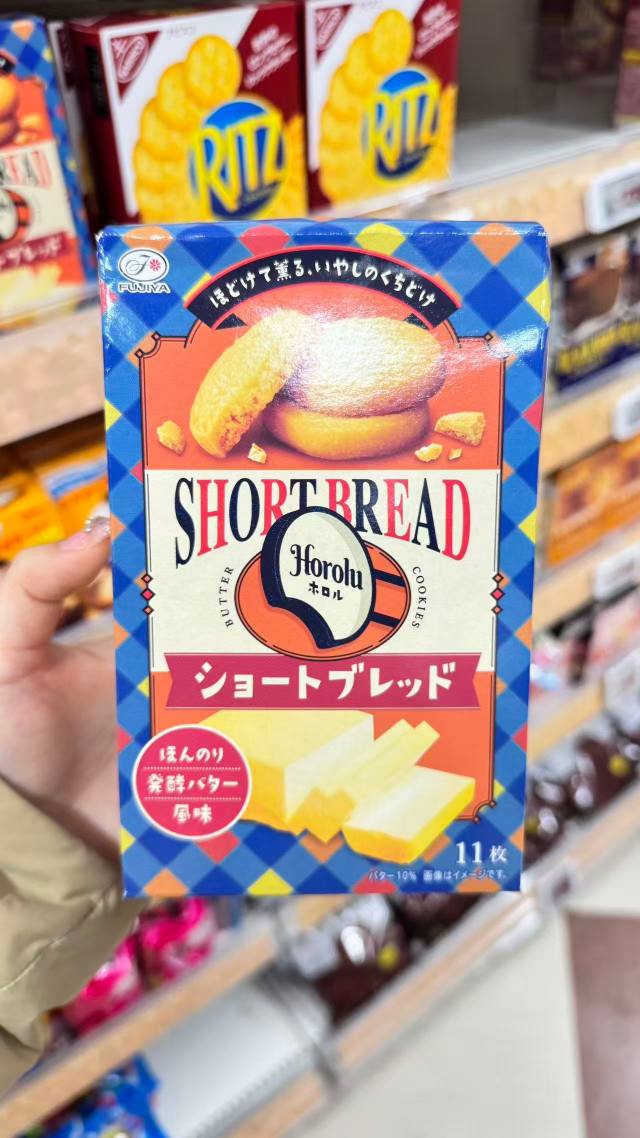 RITZ
RITZ
FUJIYA
ほどけて薫る、いやしのくちどけ
SHORT BREAD
BUTTER
COOKIES
Horolu
ホロル
ショートブレッド
ほんのり
発酵バター
風味
11枚
バター10% 画像はイメージです。